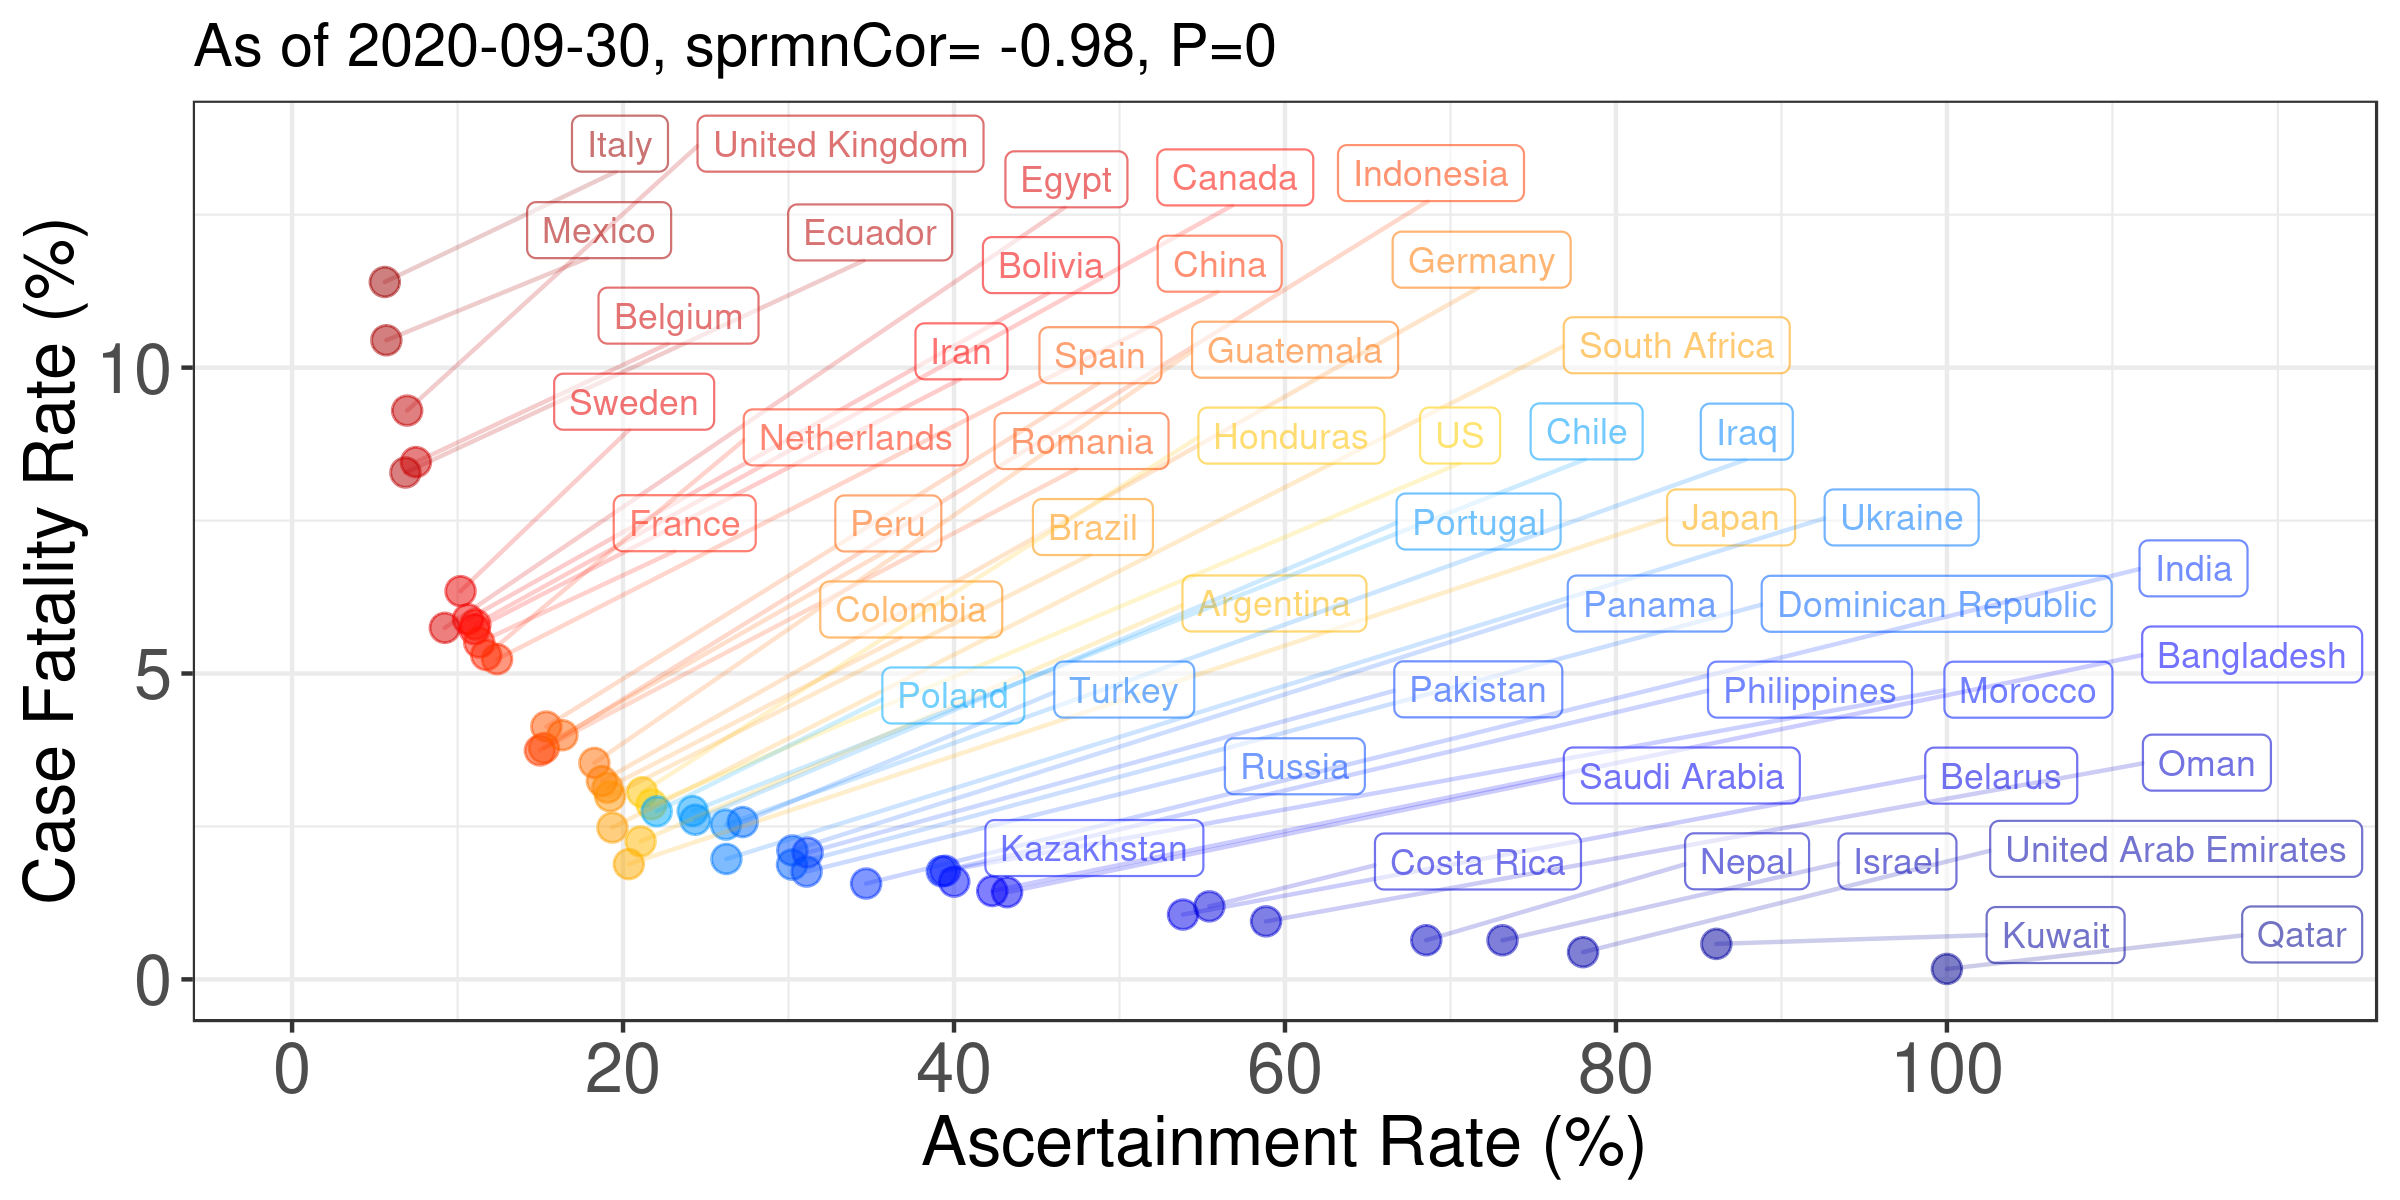 As of 2020-09-30, sprmnCor= -0.98, P=0
Case Fatality Rate (%)
10
5
0
Italy
United Kingdom
Egypt
Canada
Indonesia
Mexico
Ecuador
Bolivia
China
Germany
Belgium
Iran
Spain
Guatemala
South Africa
Sweden
Netherlands
Romania
Honduras
US
Chile
Iraq
France
Peru
Brazil
Portugal
Japan
Ukraine
India
Colombia
Argentina
Panama
Dominican Republic
Bangladesh
Poland
Turkey
Pakistan
Philippines
Morocco
Russia
Saudi Arabia
Belarus
Oman
Kazakhstan
Costa Rica
Nepal
Israel
United Arab Emirates
Kuwait
Qatar
0 20 40 60 80 100
Ascertainment Rate (%)